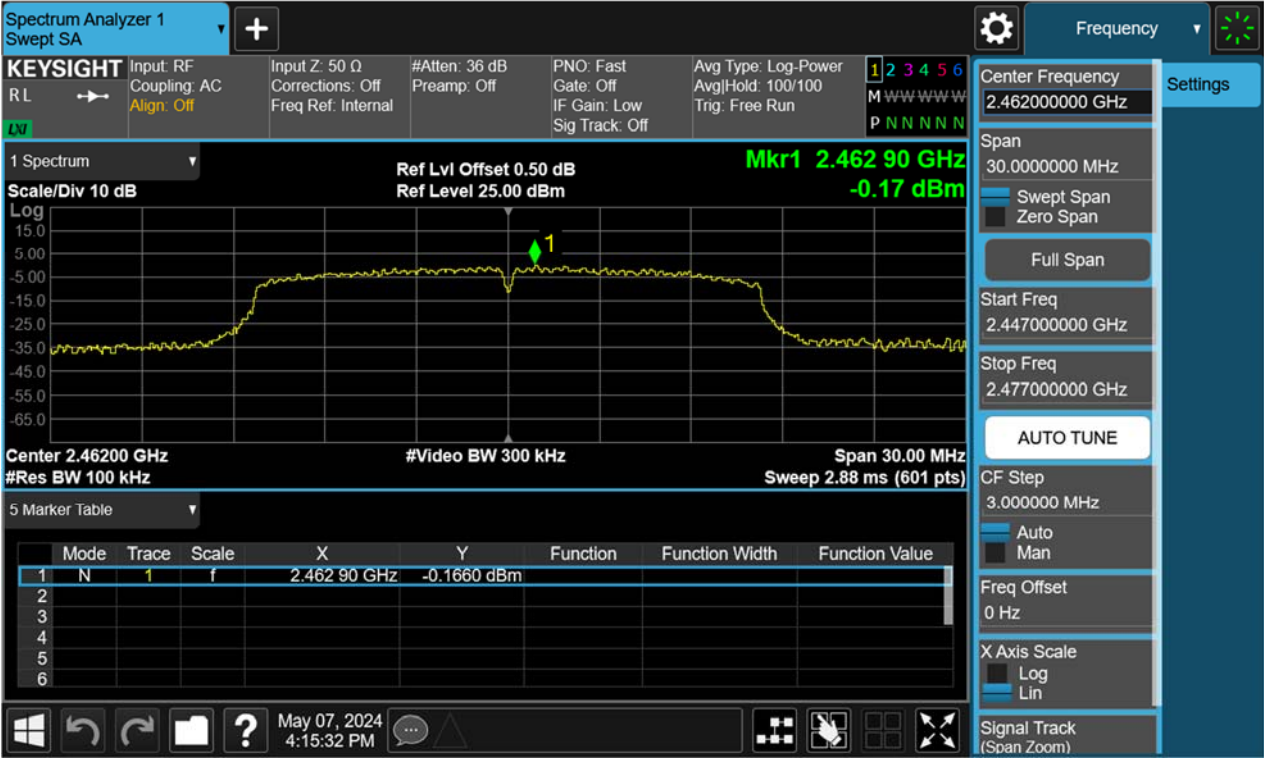 Spectrum Analyzer 1
Swept SA
Frequency
KEYSIGHT
R L
LXI
Input: RF
Coupling: AC
Align: Off
Input Z: 50 Ω
Corrections: Off
Freq Ref: Internal
#Atten: 36 dB
Preamp: Off
PNO: Fast
Gate: Off
IF Gain: Low
Sig Track: Off
Avg Type: Log-Power
Avg|Hold: 100/100
Trig: Free Run
1 2 3 4 5 6
M W W W W W
P N N N N N
1 Spectrum
Scale/Div 10 dB
Ref Lvl Offset 0.50 dB
Ref Level 25.00 dBm
Mkr1 2.462 90 GHz
-0.17 dBm
Log
15.0
5.00
-5.00
-15.0
-25.0
-35.0
-45.0
-55.0
-65.0
1
Center 2.46200 GHz
#Res BW 100 kHz
#Video BW 300 kHz
Span 30.00 MHz
Sweep 2.88 ms (601 pts)
5 Marker Table
Mode Trace Scale X Y Function Function Width Function Value
1 N 1 f 2.462 90 GHz -0.1660 dBm
2
3
4
5
6
?
May 07, 2024
4:15:32 PM
Center Frequency
2.462000000 GHz
Settings
Span
30.0000000 MHz
Swept Span
Zero Span
Full Span
Start Freq
2.447000000 GHz
Stop Freq
2.477000000 GHz
AUTO TUNE
CF Step
3.000000 MHz
Auto
Man
Freq Offset
0 Hz
X Axis Scale
Log
Lin
Signal Track
(Span Zoom)